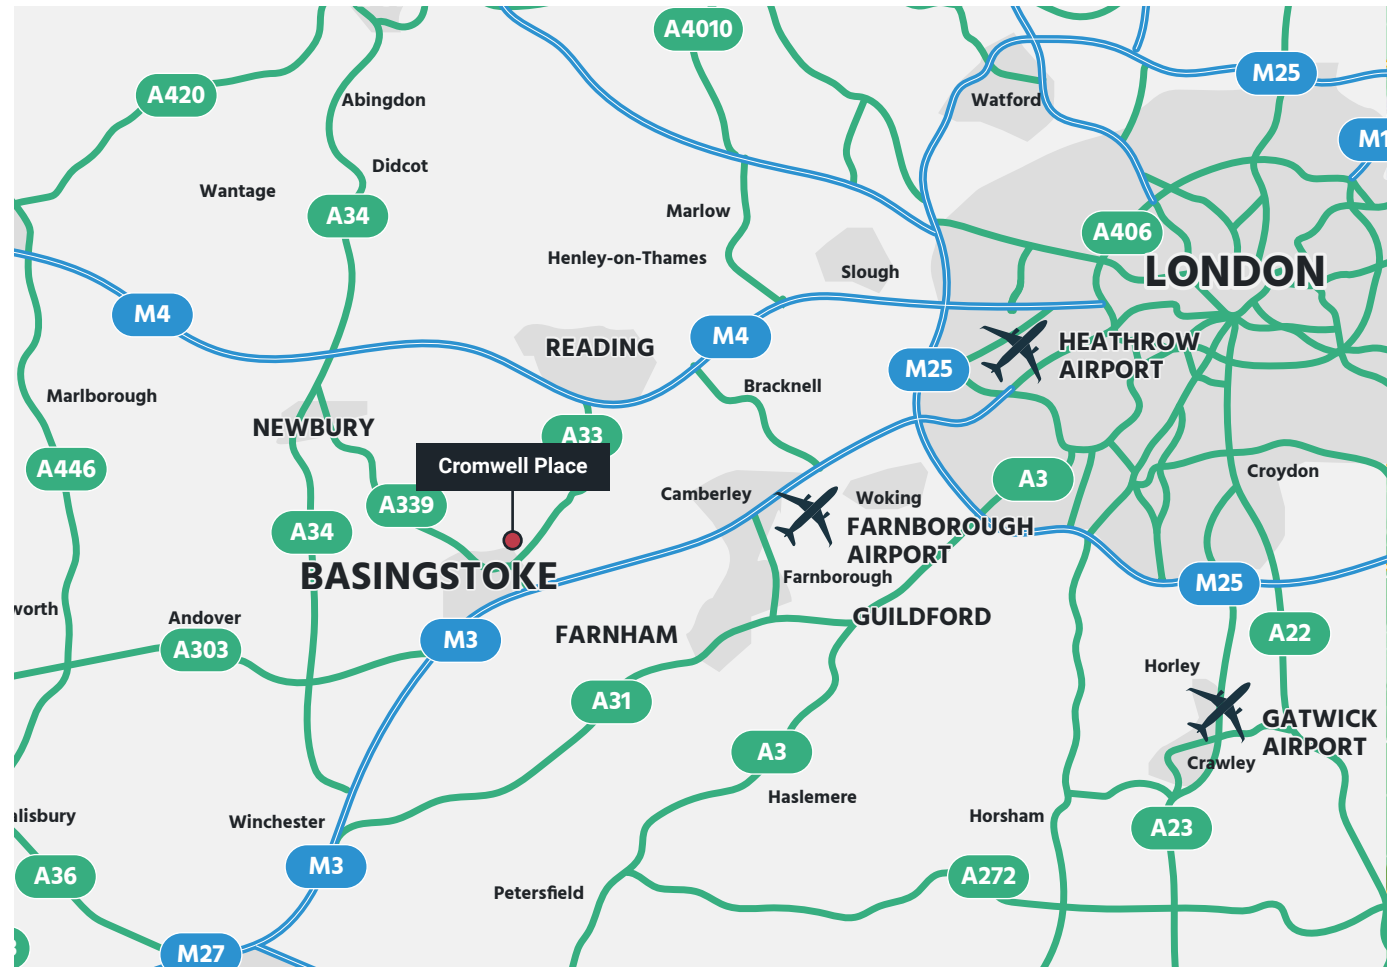 A4010
M25
A420
Abingdon
Watford
M1
Didcot
Wantage
A34
Marlow
A406
Henley-on-Thames
Slough
LONDON
M4
M4
READING
HEATHROW
AIRPORT
M25
Marlborough
Bracknell
NEWBURY
A33
Cromwell Place
A446
Croydon
A3
Camberley
Woking
A339
FARNBOROUGH
AIRPORT
A34
BASINGSTOKE
Farnborough
M25
worth
Andover
GUILDFORD
A303
M3
FARNHAM
A22
Horley
A31
GATWICK
AIRPORT
A3
Crawley
Haslemere
alisbury
Winchester
Horsham
A23
M3
A36
A272
Petersfield
M27